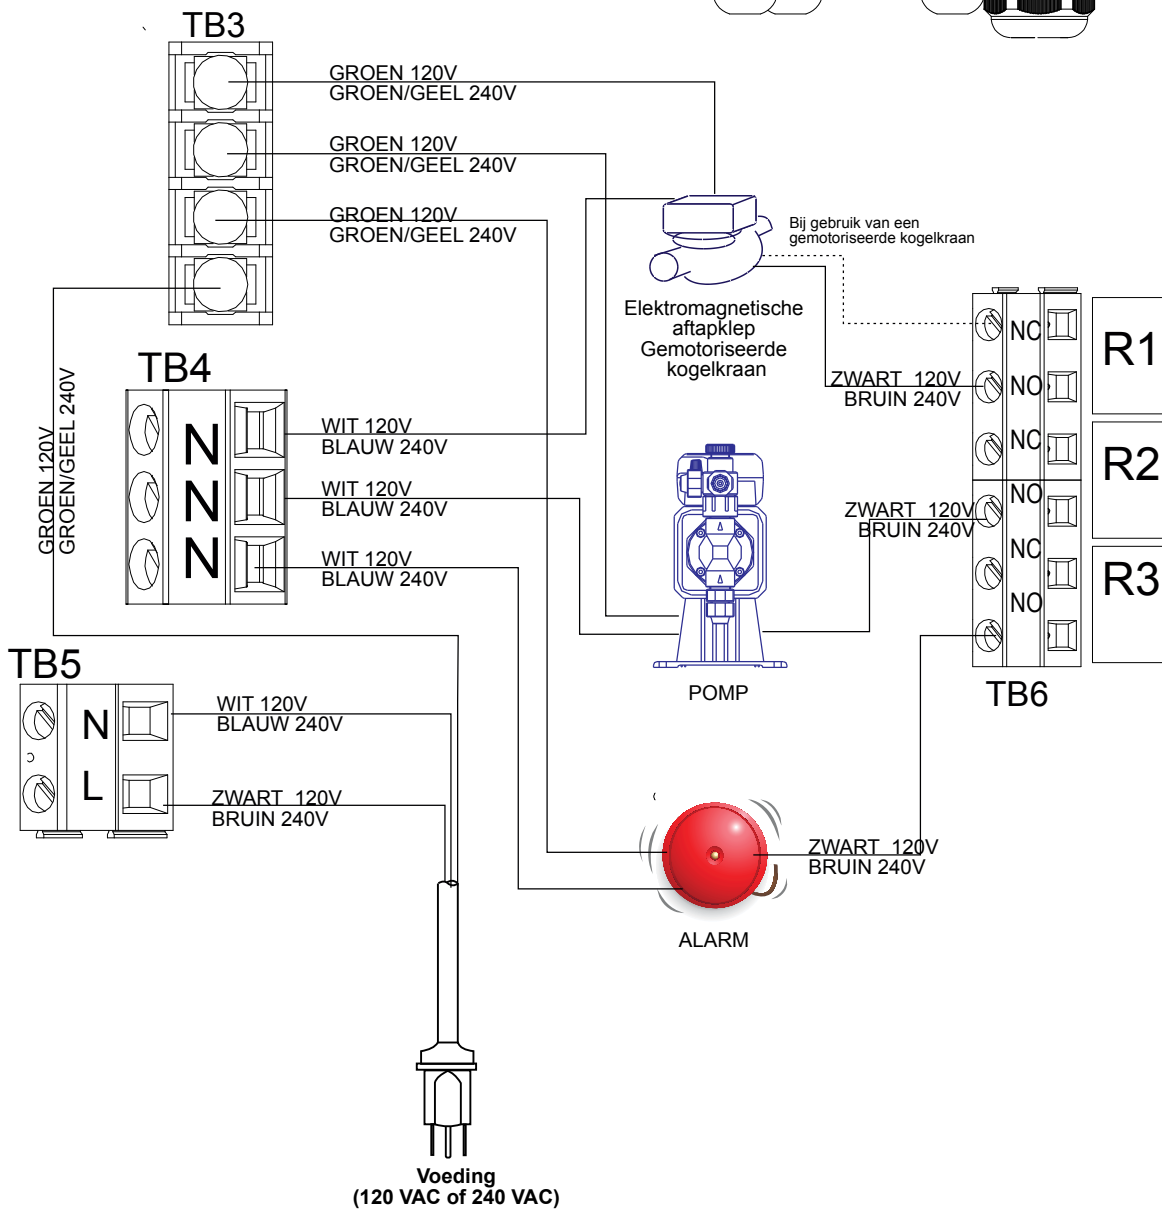 TB3
GROEN 120V
GROEN/GEEL 240V
GROEN 120V
GROEN/GEEL 240V
GROEN 120V
GROEN/GEEL 240V
Bij gebruik van een
gemotoriseerde kogelkraan
Elektromagnetische
aftapklep
Gemotoriseerde
kogelkraan
NC
R1
ZWART 120V
BRUIN 240V
NO
NC
R2
ZWART 120V
BRUIN 240V
NO
NC
R3
NO
TB6
TB4
GROEN 120V
GROEN/GEEL 240V
N
WIT 120V
BLAUW 240V
N
WIT 120V
BLAUW 240V
N
WIT 120V
BLAUW 240V
POMP
TB5
N
WIT 120V
BLAUW 240V
L
ZWART 120V
BRUIN 240V
ZWART 120V
BRUIN 240V
ALARM
Voeding
(120 VAC of 240 VAC)